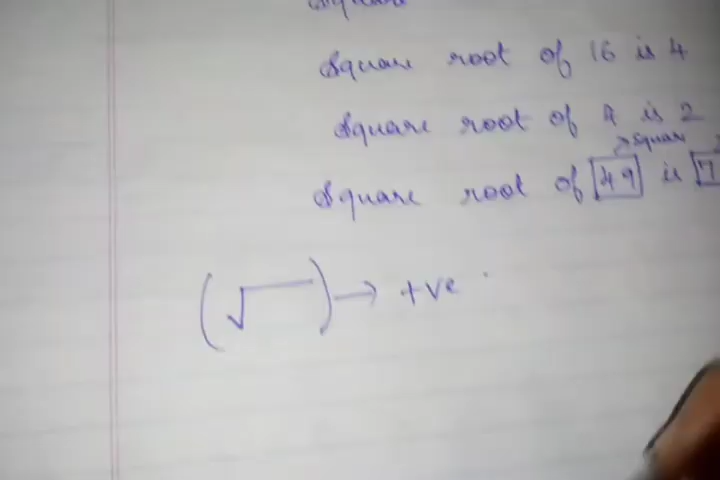 Square
Square root of 16 is 4
Square root of 4 is 2
Square
Square root of 49 is 7
(√ ) → +ve